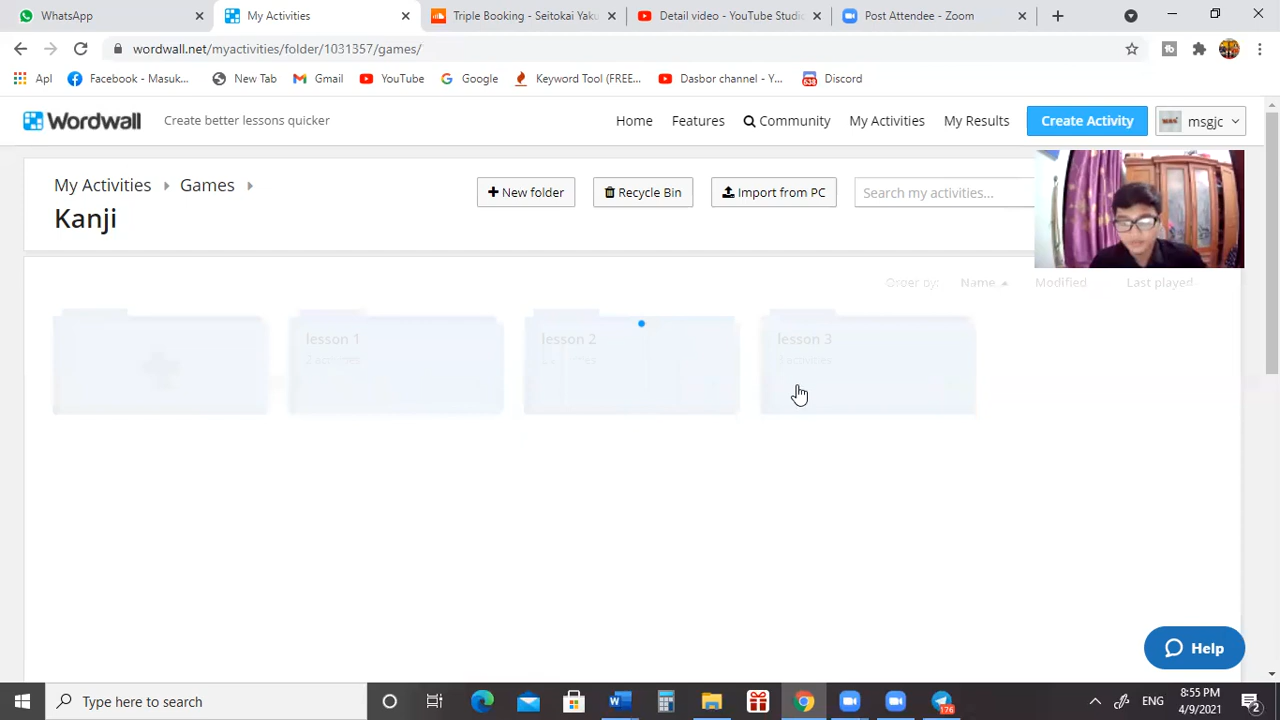 WhatsApp
My Activities
Triple Booking - Seitokai Yaku
Detail video - YouTube Studio
Post Attendee - Zoom
wordwall.net/myactivities/folder/1031357/games/
Apl
Facebook - Masuk...
New Tab
Gmail
YouTube
Google
Keyword Tool (FREE...
Dasbor channel - Y...
Discord
Wordwall
Create better lessons quicker
Home
Features
Community
My Activities
My Results
Create Activity
msgjc
My Activities
Games
New folder
Recycle Bin
Import from PC
Search my activities...
Kanji
Order by:
Name
Modified
Last played
lesson 1
2 activities
lesson 2
lesson 3
Help
Type here to search
176
ENG
8:55 PM
4/9/2021
2